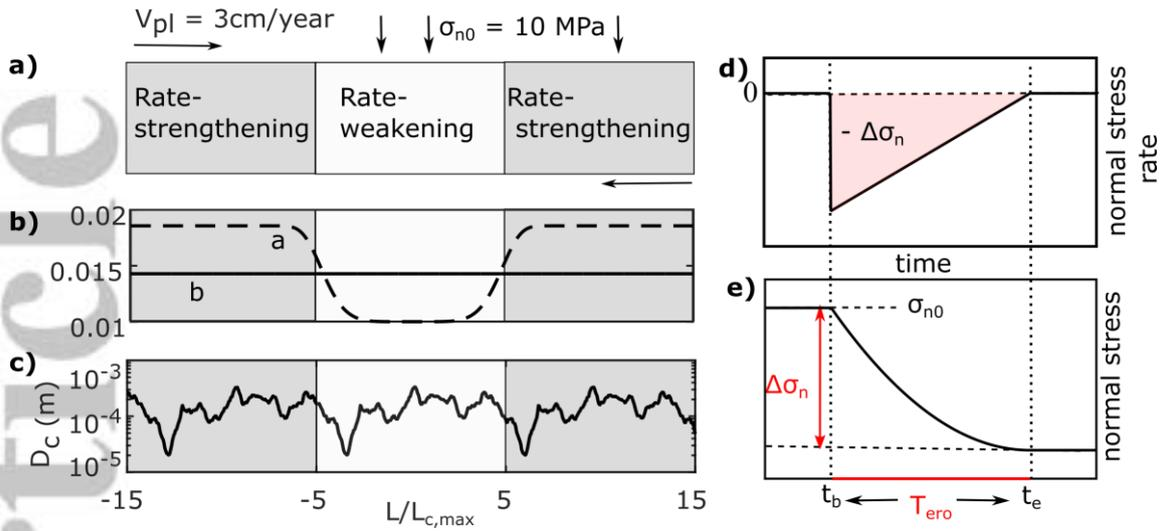 V_pl = 3cm/year
σ_n0 = 10 MPa
a)
Rate-
strengthening
Rate-
weakening
Rate-
strengthening
b)
0.02
0.015
0.01
a
b
c)
D_C (m)
10^-3
10^-4
10^-5
-15
-5
5
15
L/L_c,max
d)
0
- Δσ_n
normal stress
rate
time
e)
σ_n0
Δσ_n
normal stress
t_b
T_ero
t_e